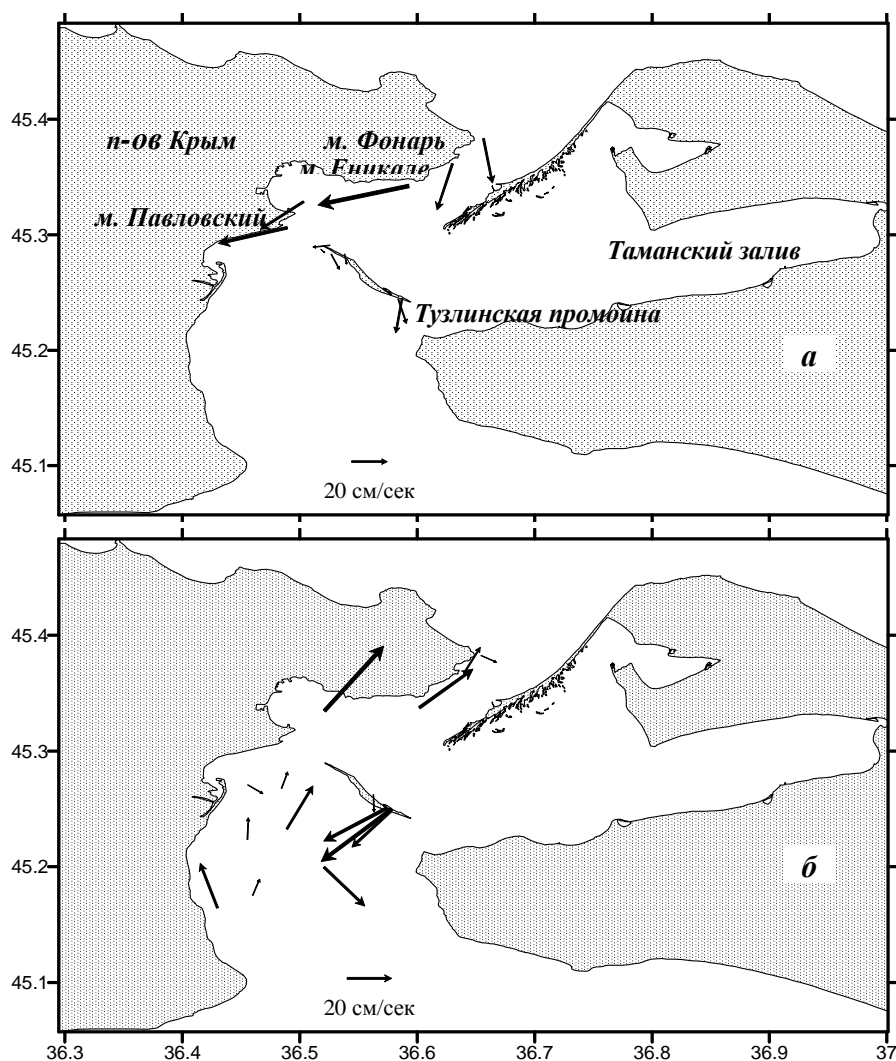 45.4
п-ов Крым
м. Фонарь
м. Еникале
м. Павловский
45.3
Таманский залив
Тузлинская промоина
45.2
а
45.1
20 см/сек
45.4
45.3
45.2
б
45.1
20 см/сек
36.3 36.4 36.5 36.6 36.7 36.8 36.9 37